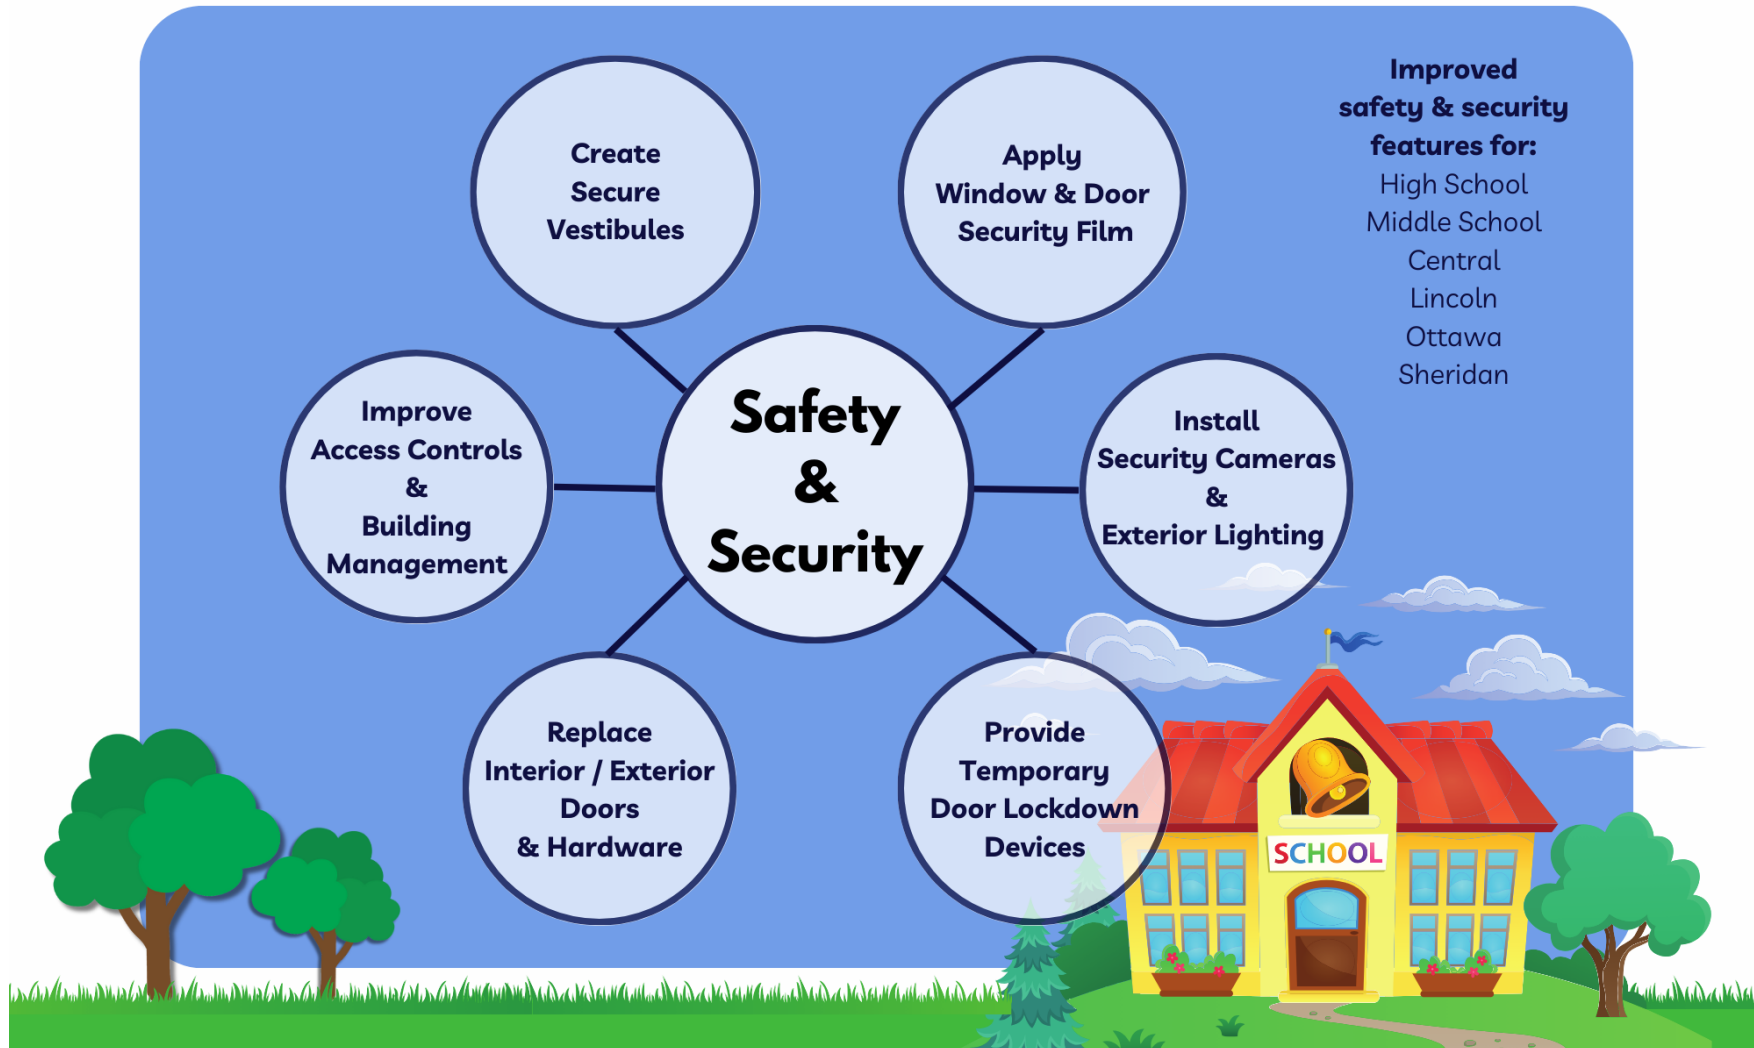 Create
Secure
Vestibules
Apply
Window & Door
Security Film
Improved
safety & security
features for:
High School
Middle School
Central
Lincoln
Ottawa
Sheridan
Improve
Access Controls
&
Building
Management
Safety
&
Security
Install
Security Cameras
&
Exterior Lighting
Replace
Interior / Exterior
Doors
& Hardware
Provide
Temporary
Door Lockdown
Devices
SCHOOL